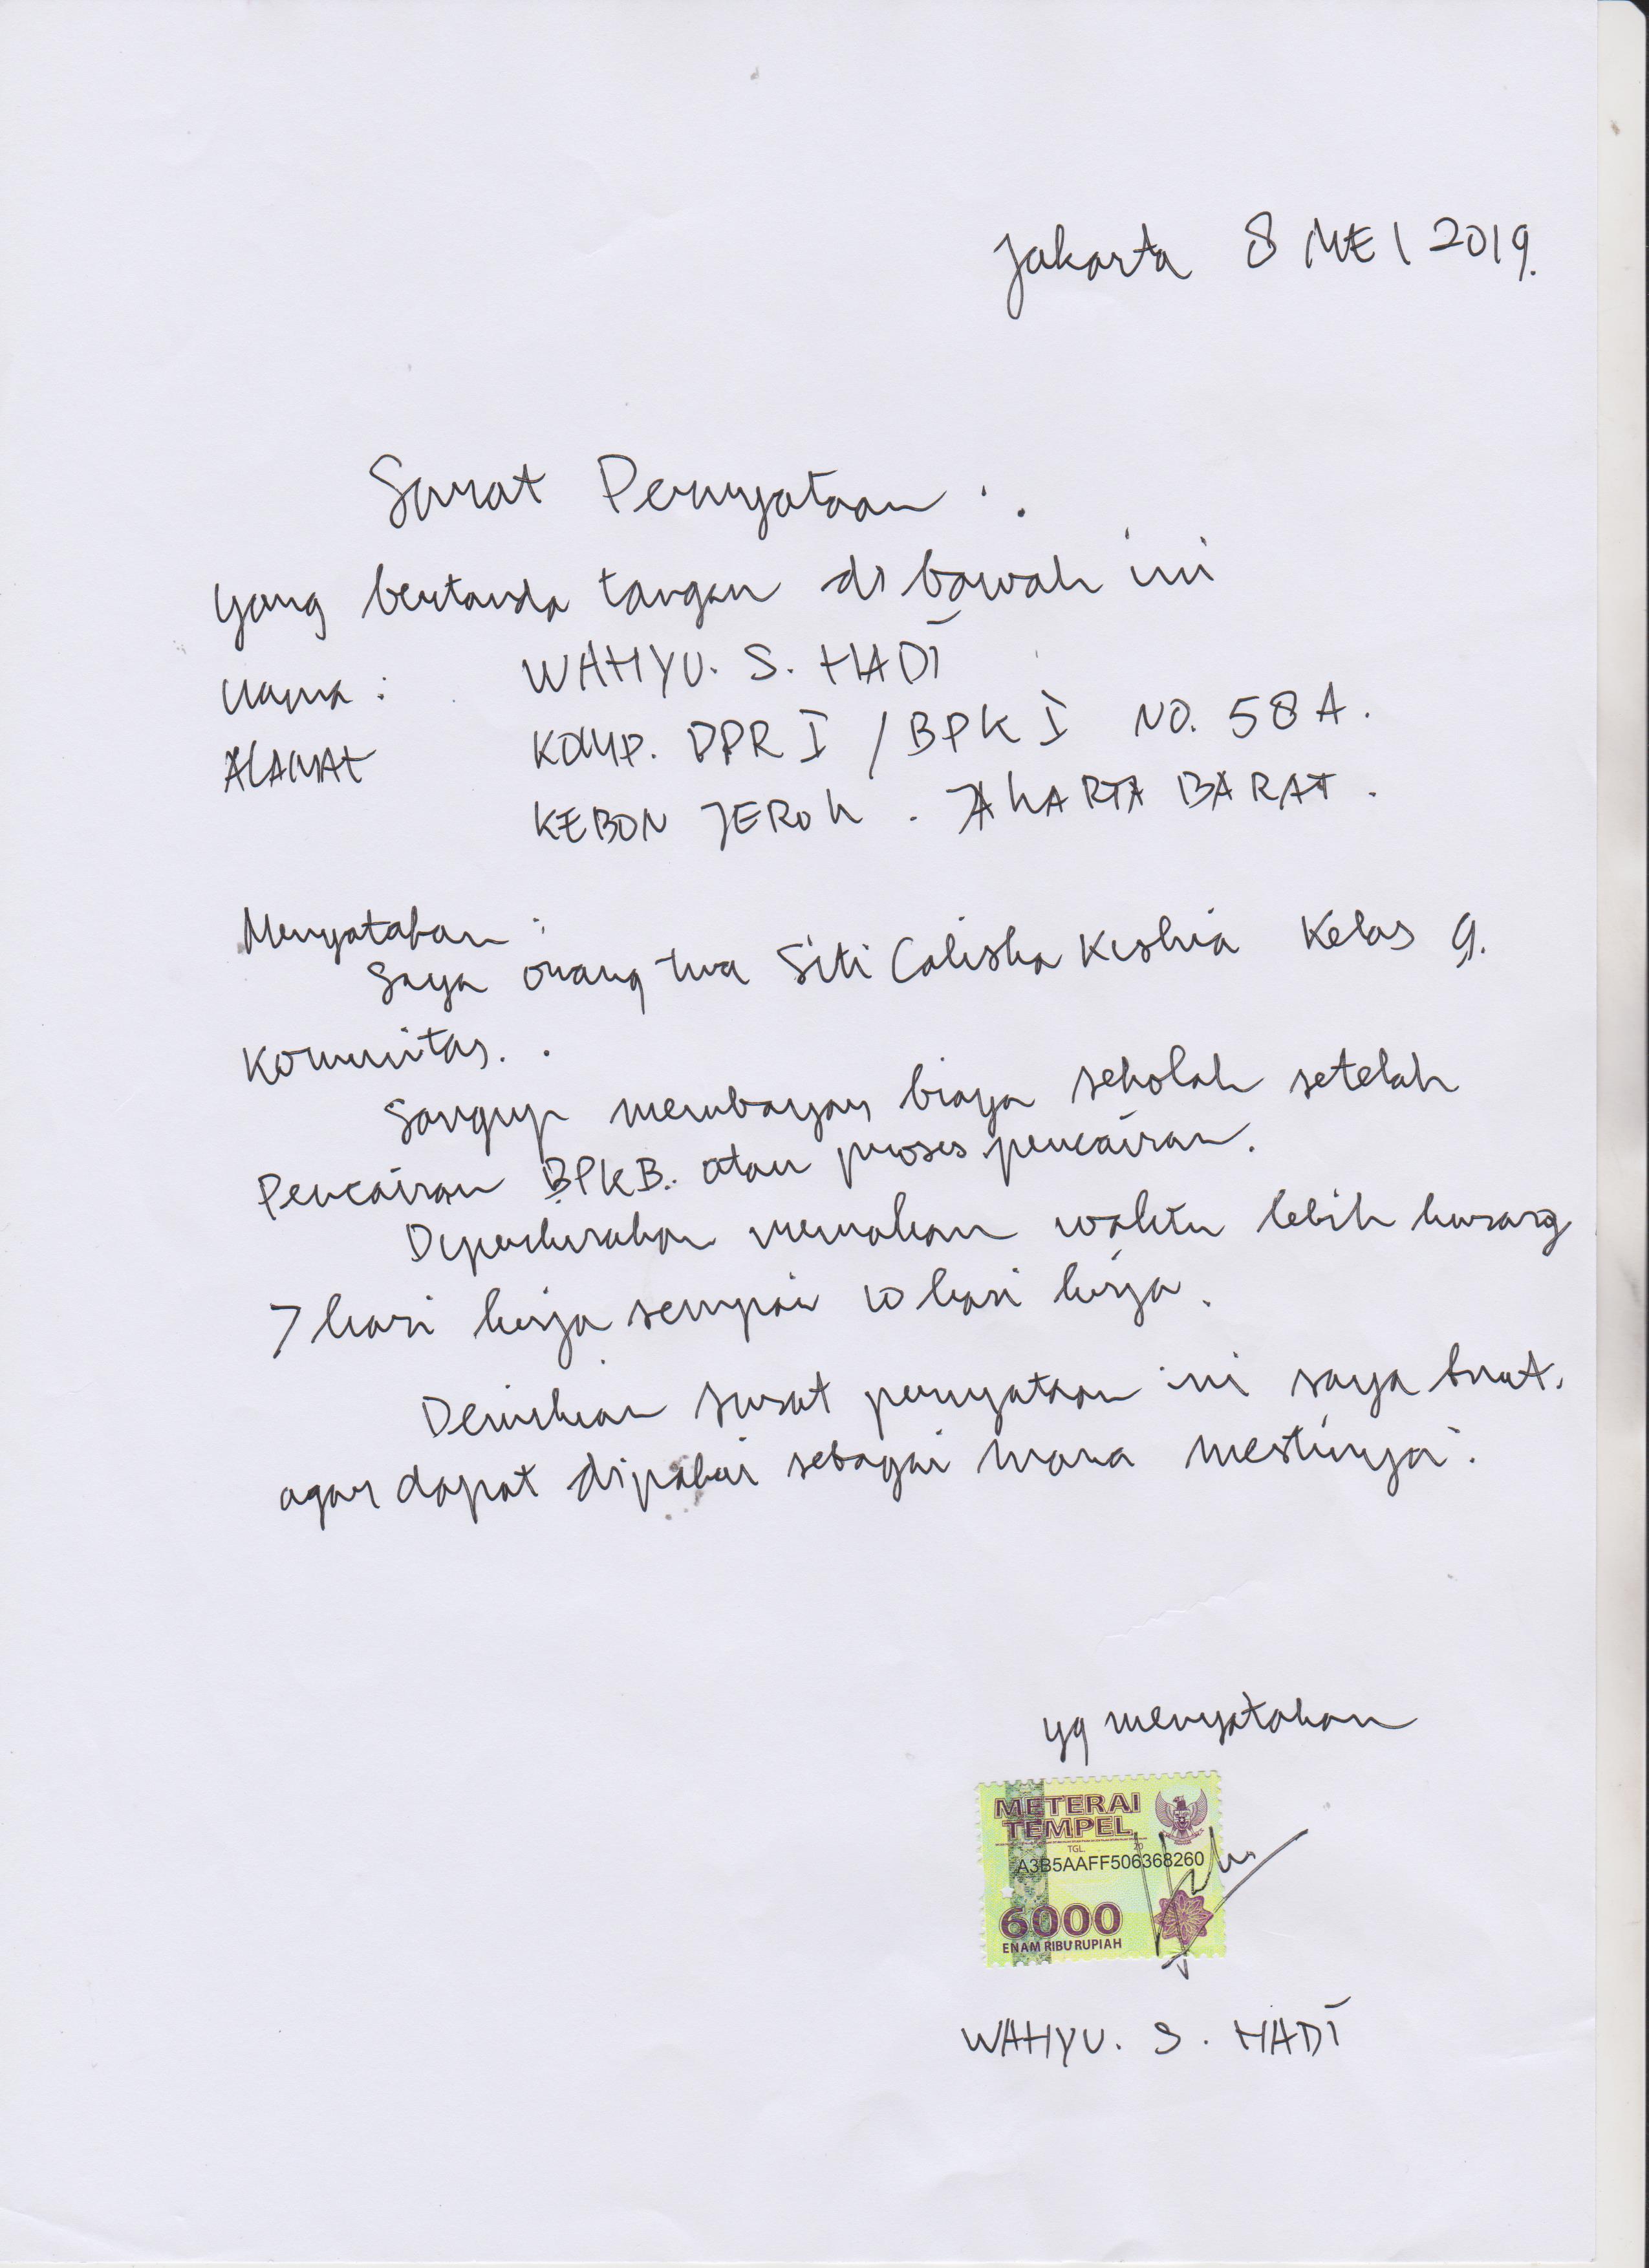 Jakarta 8 MEI 2019.
Surat Pernyataan :.
Yang bertanda tangan di bawah ini
Nama : WAHYU. S. HADI
ALAMAT KOMP. DPR I / BPK I NO. 58 A.
KEBON JERUK . JAKARTA BARAT .
Menyatakan :
Saya orang tua Siti Calisha Keshia Kelas 9.
Komunitas. .
Sanggup membayar biaya sekolah setelah
Pencairan BPKB. atau proses pencairan.
Diperkirakan memakan waktu lebih kurang
7 hari kerja sempai 10 hari kerja.
Demikian surat pernyataan ini saya buat.
agar dapat dipakai sebagai mana mestinya.
yg menyatakan
METERAI
TEMPEL
TGL. 20
A3B5AAFF506368260
6000
ENAM RIBU RUPIAH
WAHYU. S. HADI